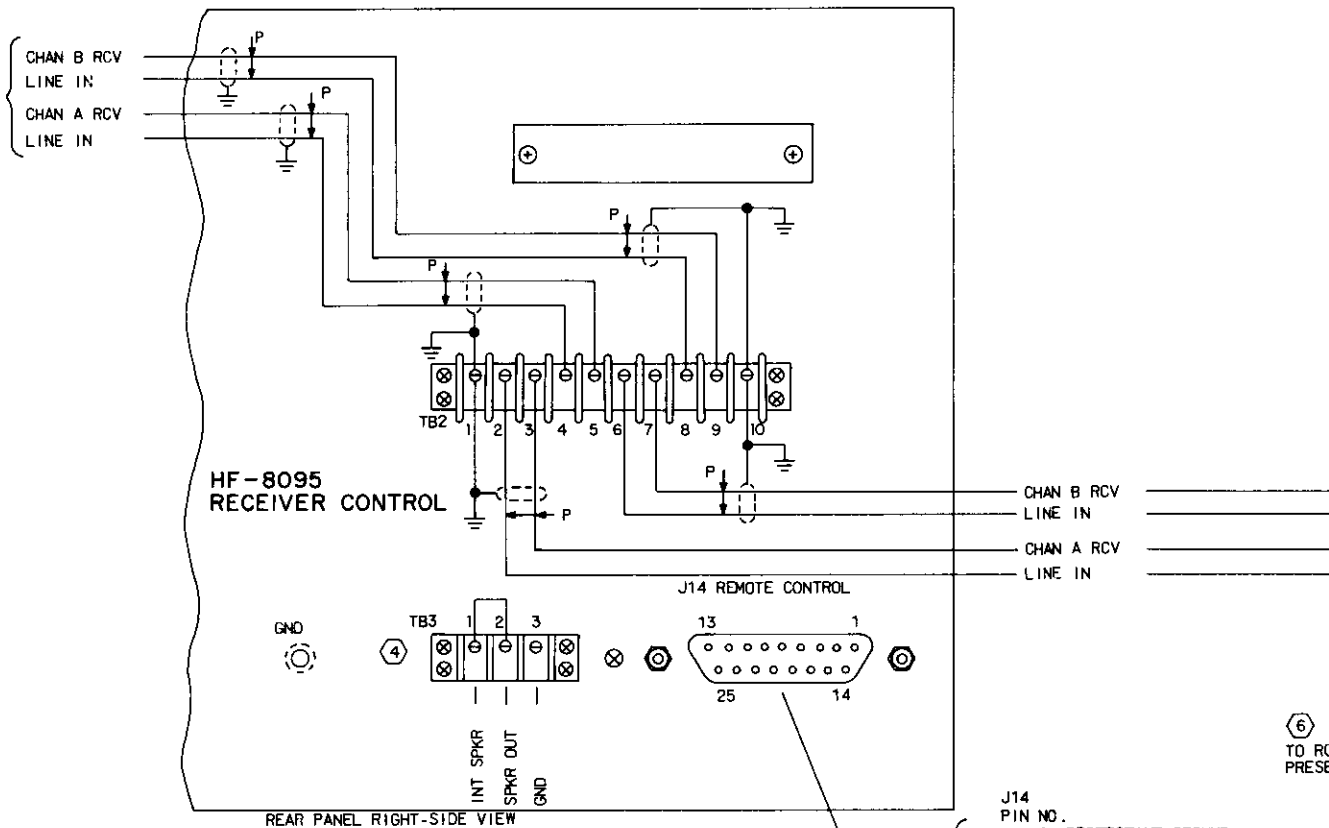 CHAN B RCV
LINE IN
CHAN A RCV
LINE IN
P
P
P
P
TB2
1 2 3 4 5 6 7 8 9 10
HF-8095
RECEIVER CONTROL
P
P
CHAN B RCV
LINE IN
CHAN A RCV
LINE IN
J14 REMOTE CONTROL
GND
4
TB3 1 2 3
13 1
25 14
INT SPKR
SPKR OUT
GND
6
TO RO
PRESE
REAR PANEL RIGHT-SIDE VIEW
J14
PIN NO.